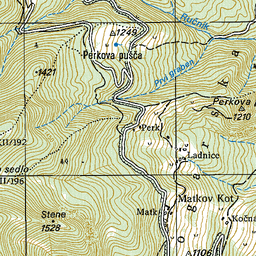 Ručnik
1249
Perkova pušča
1421
Prvi graben
Perkova
1210
Perk
II/192
Ladnice
sedlo
II/196
Matkov Kot
Matk
Stene
1528
Kočna
1106